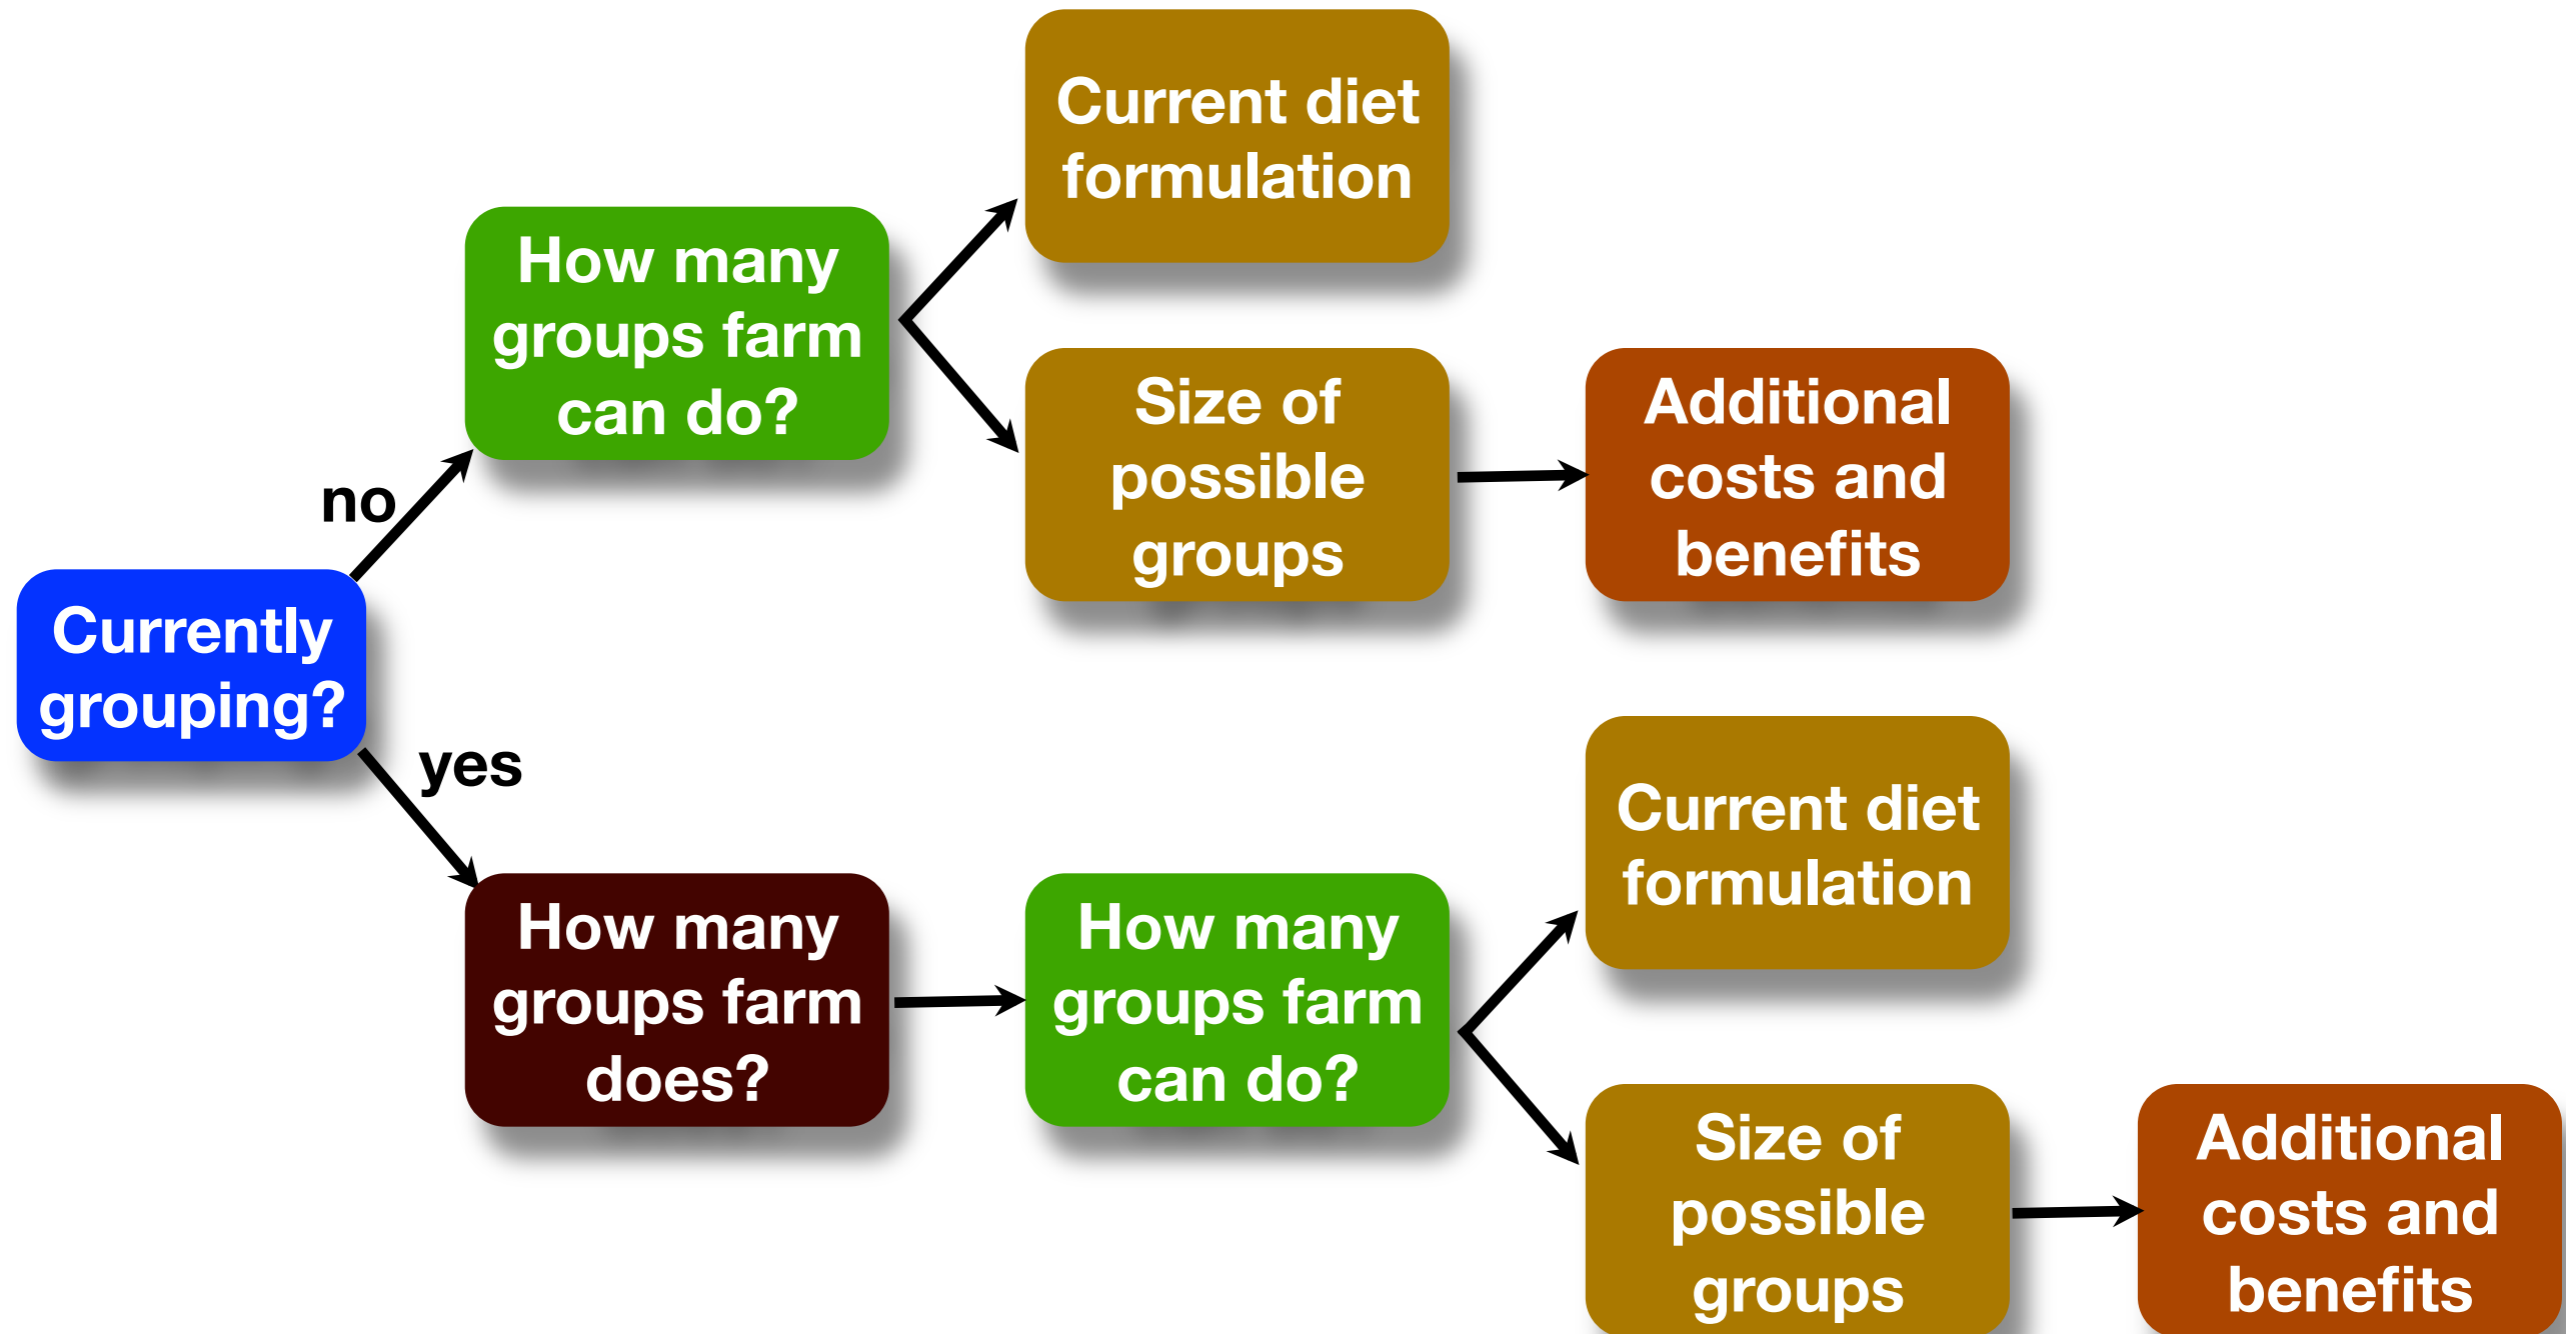 Currently
grouping?
no
How many
groups farm
can do?
Current diet
formulation
Size of
possible
groups
Additional
costs and
benefits
yes
How many
groups farm
does?
How many
groups farm
can do?
Current diet
formulation
Size of
possible
groups
Additional
costs and
benefits